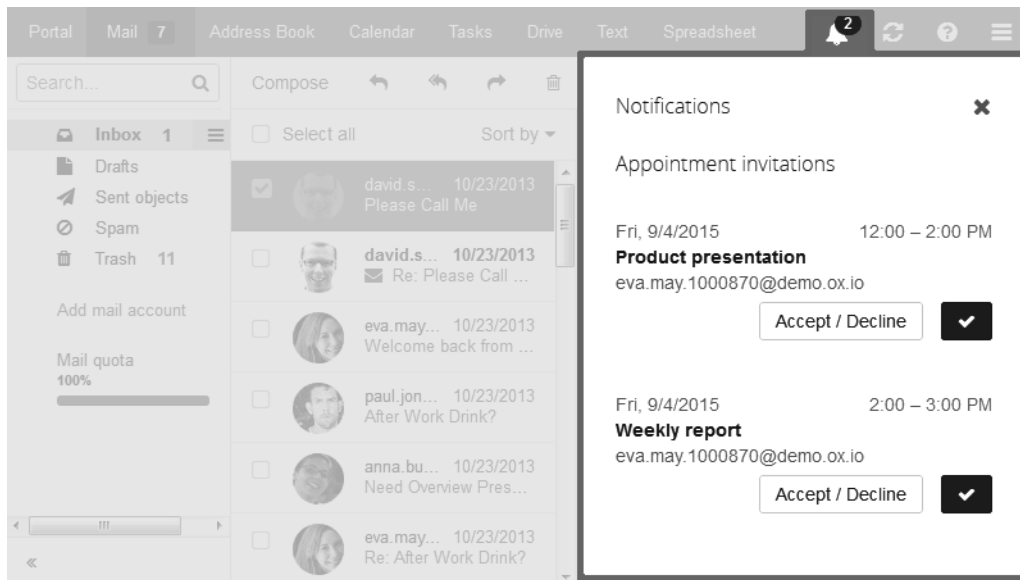 Portal Mail 7 Address Book Calendar Tasks Drive Text Spreadsheet 2
Search...
Inbox 1
Drafts
Sent objects
Spam
Trash 11
Add mail account
Mail quota
100%
Compose
Select all Sort by
david.s... 10/23/2013
Please Call Me
david.s... 10/23/2013
Re: Please Call ...
eva.may... 10/23/2013
Welcome back from ...
paul.jon... 10/23/2013
After Work Drink?
anna.bu... 10/23/2013
Need Overview Pres...
eva.may... 10/23/2013
Re: After Work Drink?
Notifications
Appointment invitations
Fri, 9/4/2015 12:00 – 2:00 PM
Product presentation
eva.may.1000870@demo.ox.io
Accept / Decline
Fri, 9/4/2015 2:00 – 3:00 PM
Weekly report
eva.may.1000870@demo.ox.io
Accept / Decline